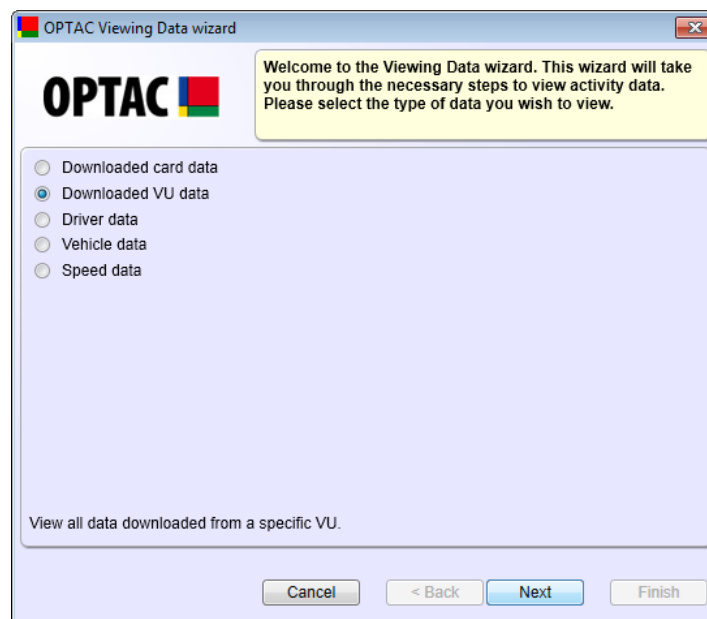 OPTAC Viewing Data wizard
OPTAC
Welcome to the Viewing Data wizard. This wizard will take
you through the necessary steps to view activity data.
Please select the type of data you wish to view.
Downloaded card data
Downloaded VU data
Driver data
Vehicle data
Speed data
View all data downloaded from a specific VU.
Cancel
< Back
Next
Finish